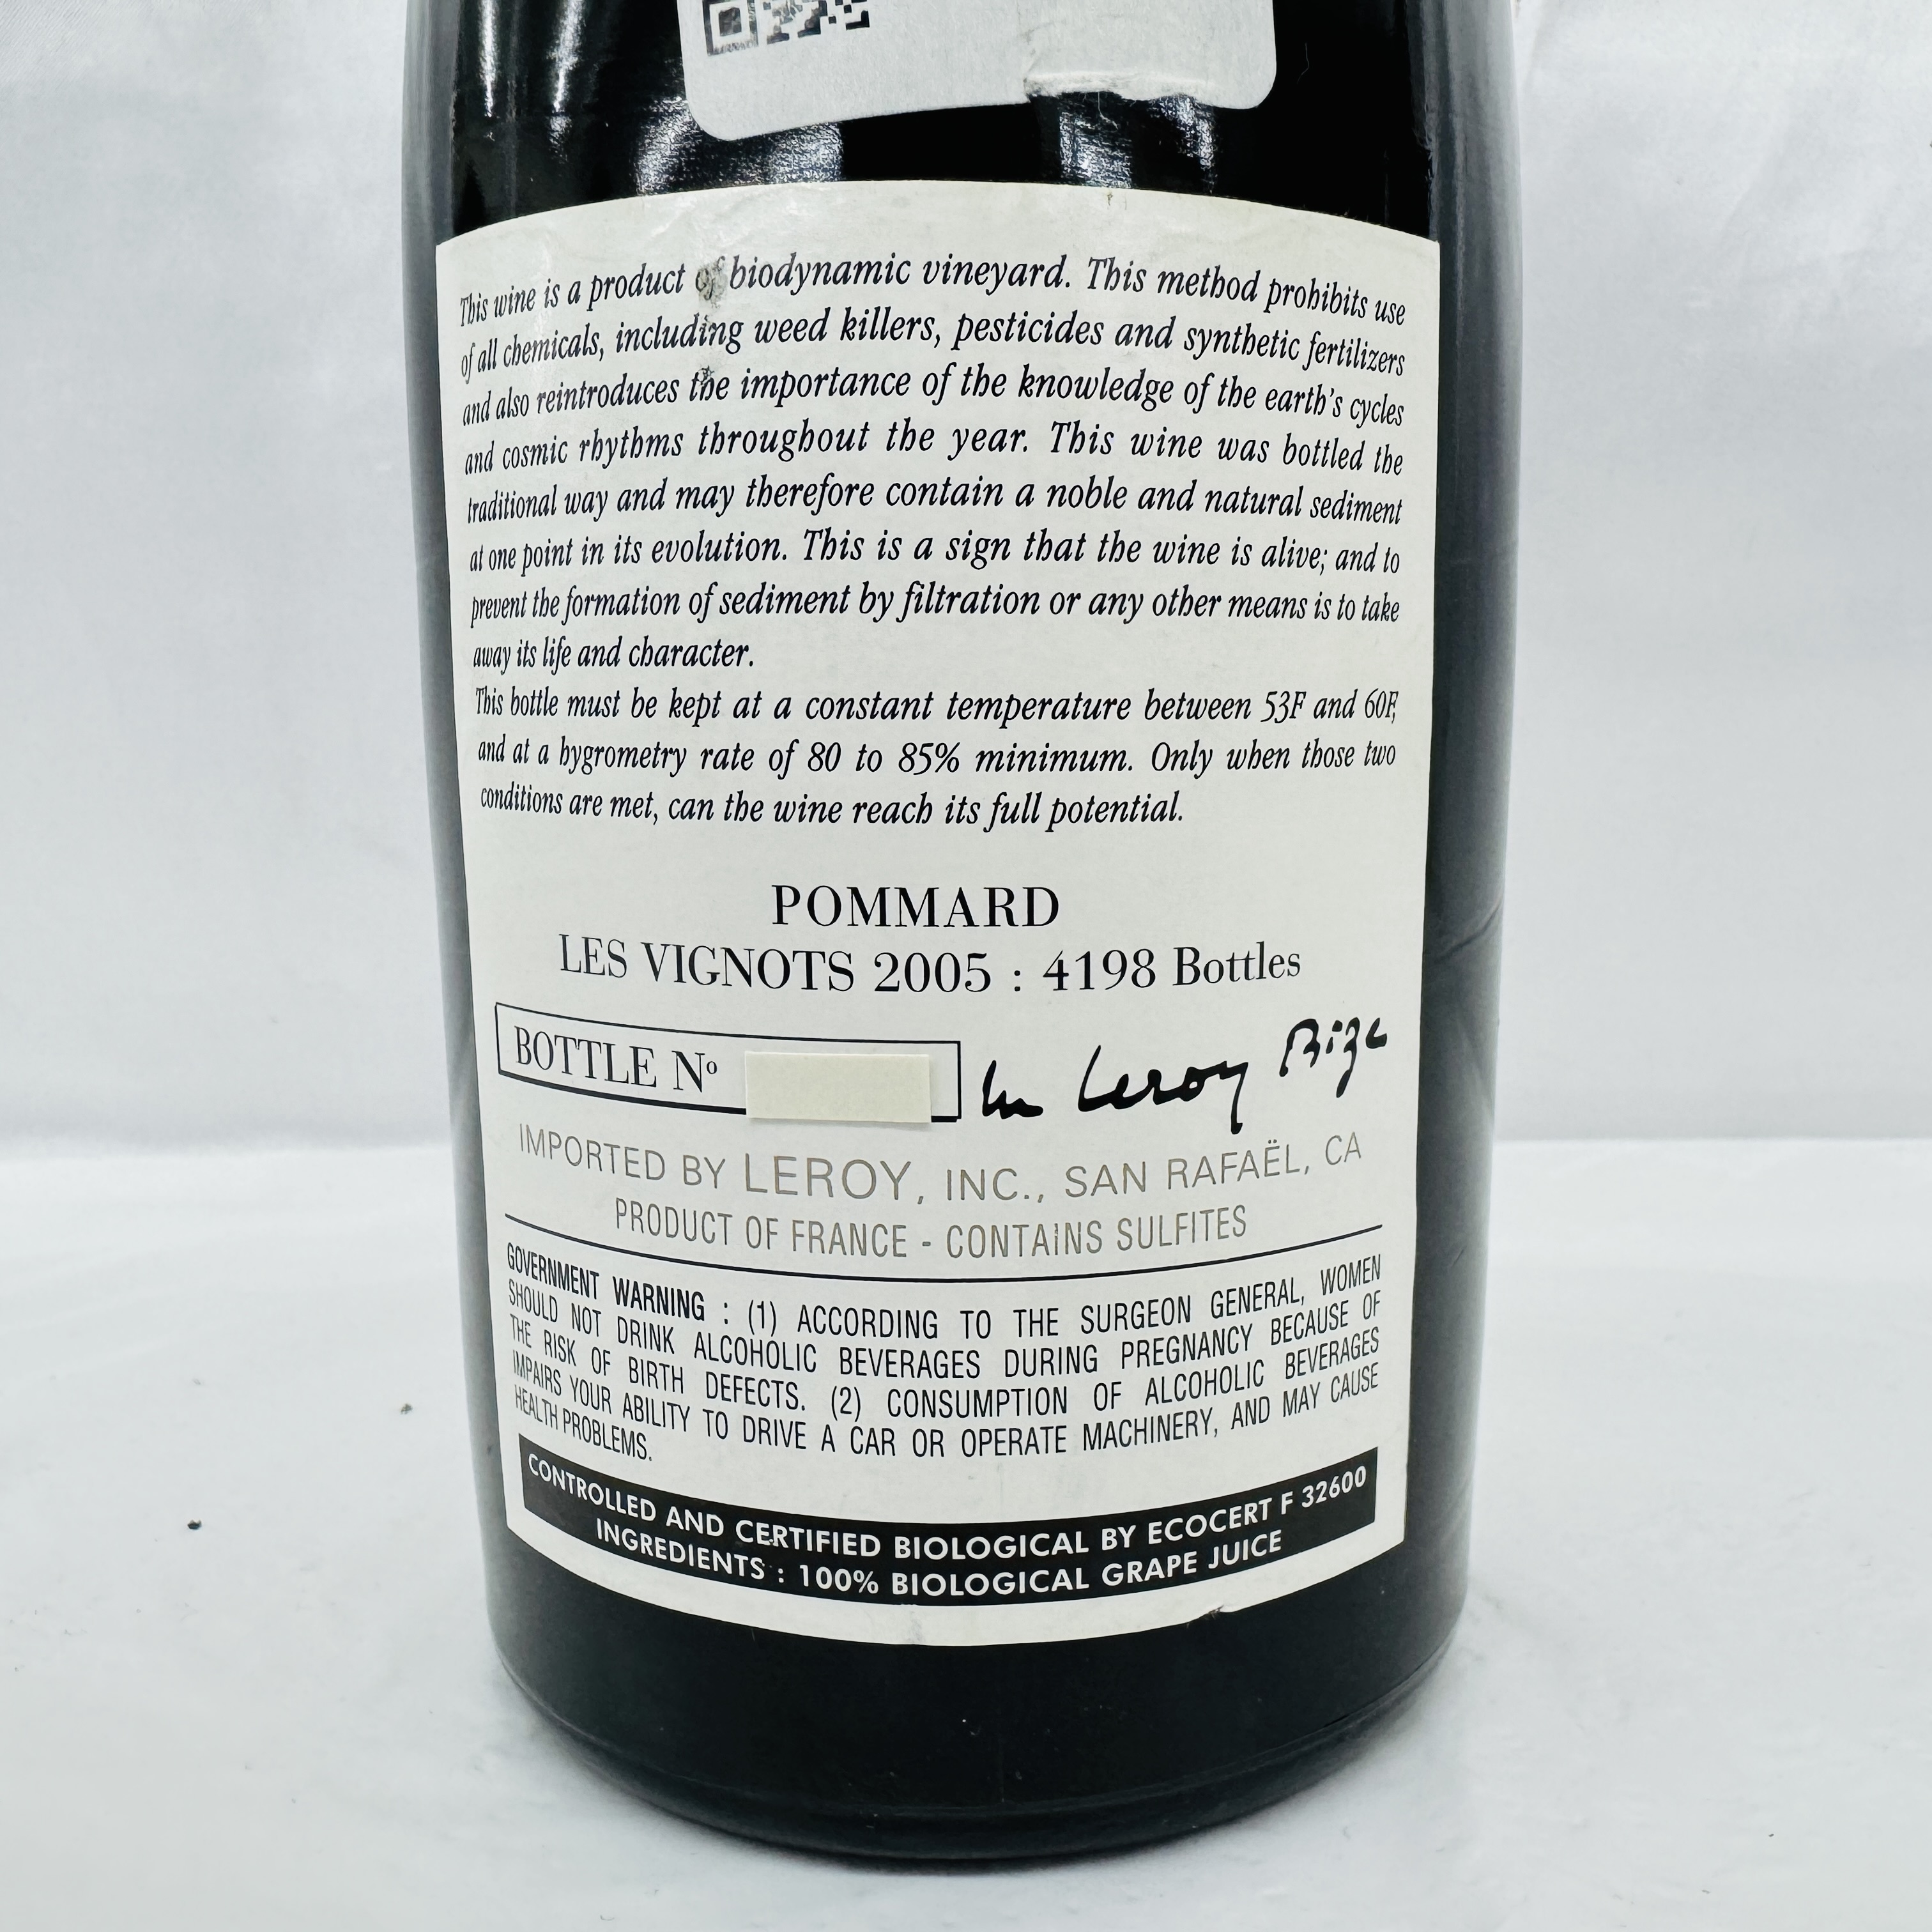 This wine is a product of biodynamic vineyard. This method prohibits use
of all chemicals, including weed killers, pesticides and synthetic fertilizers
and also reintroduces the importance of the knowledge of the earth's cycles
and cosmic rhythms throughout the year. This wine was bottled the
traditional way and may therefore contain a noble and natural sediment
at one point in its evolution. This is a sign that the wine is alive; and to
prevent the formation of sediment by filtration or any other means is to take
away its life and character.
This bottle must be kept at a constant temperature between 53F and 60F,
and at a hygrometry rate of 80 to 85% minimum. Only when those two
conditions are met, can the wine reach its full potential.
POMMARD
LES VIGNOTS 2005 : 4198 Bottles
BOTTLE Nº
Leroy Bize
IMPORTED BY LEROY, INC., SAN RAFAËL, CA
PRODUCT OF FRANCE - CONTAINS SULFITES
GOVERNMENT WARNING : (1) ACCORDING TO THE SURGEON GENERAL, WOMEN
SHOULD NOT DRINK ALCOHOLIC BEVERAGES DURING PREGNANCY BECAUSE OF
THE RISK OF BIRTH DEFECTS. (2) CONSUMPTION OF ALCOHOLIC BEVERAGES
IMPAIRS YOUR ABILITY TO DRIVE A CAR OR OPERATE MACHINERY, AND MAY CAUSE
HEALTH PROBLEMS.
CONTROLLED AND CERTIFIED BIOLOGICAL BY ECOCERT F 32600
INGREDIENTS : 100% BIOLOGICAL GRAPE JUICE